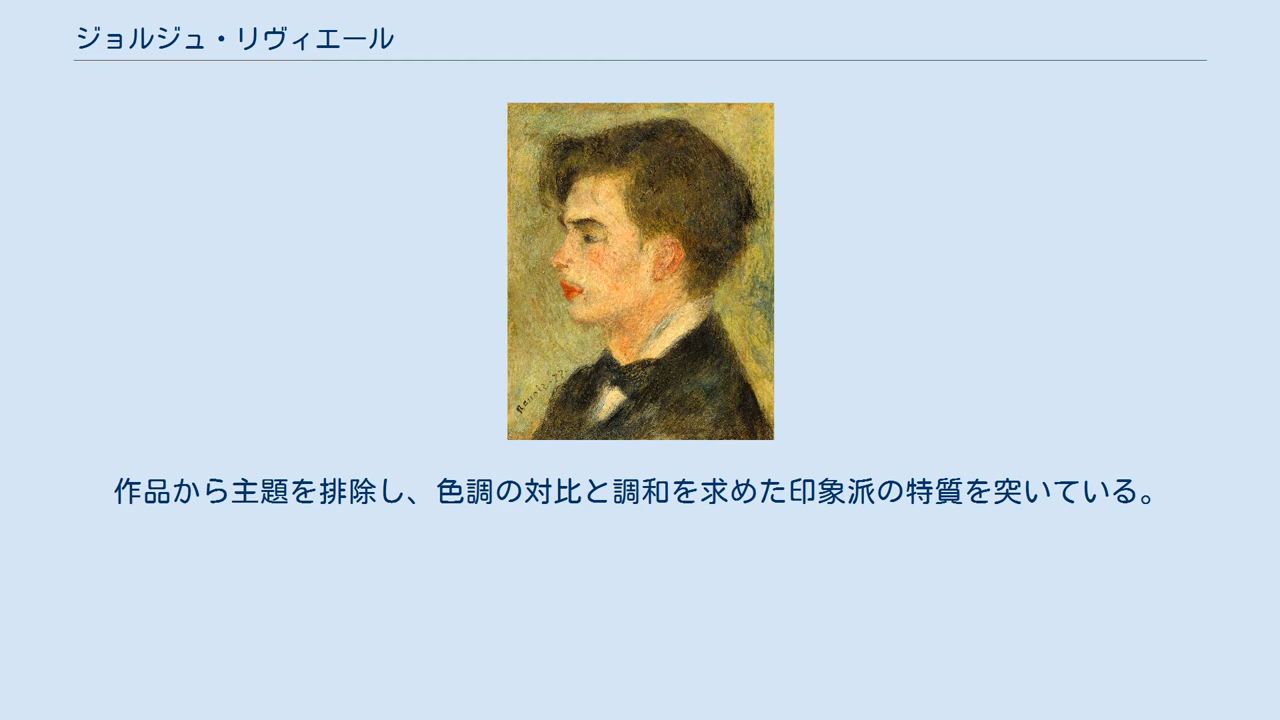 ジョルジュ・リヴィエール
Renoir. 77.
作品から主題を排除し、色調の対比と調和を求めた印象派の特質を突いている。